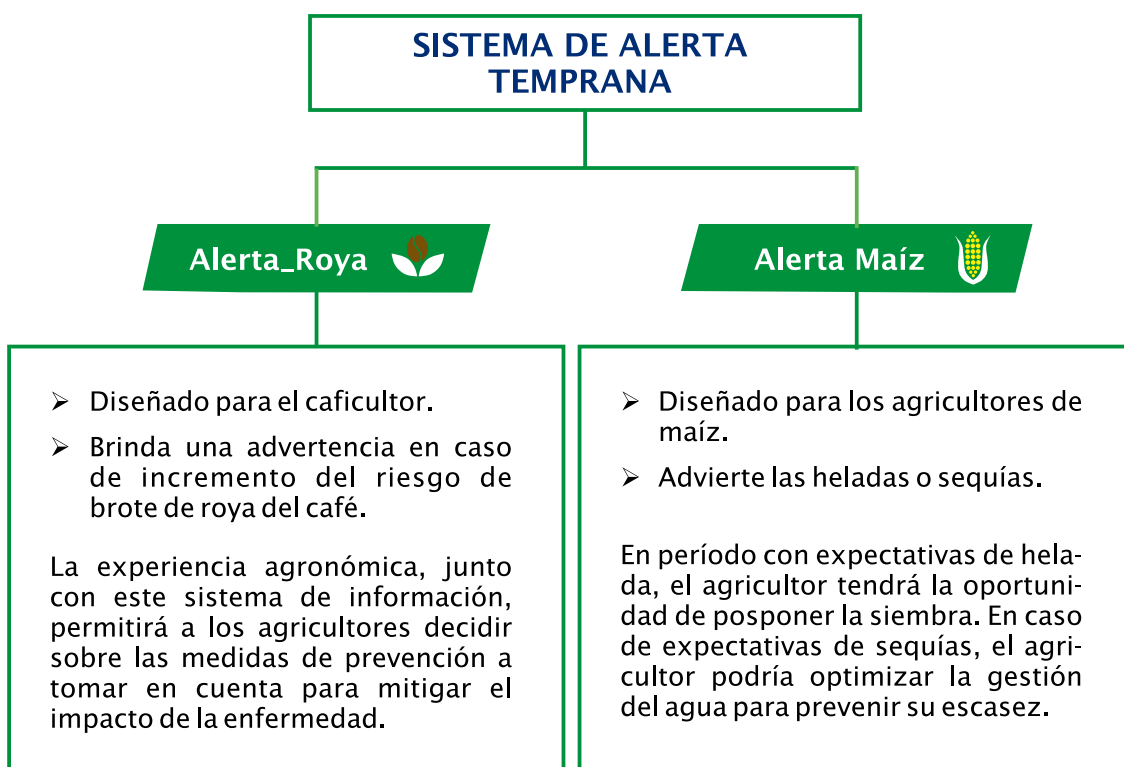 SISTEMA DE ALERTA
TEMPRANA
Alerta_Roya
Alerta Maíz
➢ Diseñado para el caficultor.
➢ Brinda una advertencia en caso
de incremento del riesgo de
brote de roya del café.
La experiencia agronómica, junto
con este sistema de información,
permitirá a los agricultores decidir
sobre las medidas de prevención a
tomar en cuenta para mitigar el
impacto de la enfermedad.
➢ Diseñado para los agricultores de
maíz.
➢ Advierte las heladas o sequías.
En período con expectativas de hela-
da, el agricultor tendrá la oportuni-
dad de posponer la siembra. En caso
de expectativas de sequías, el agri-
cultor podría optimizar la gestión
del agua para prevenir su escasez.